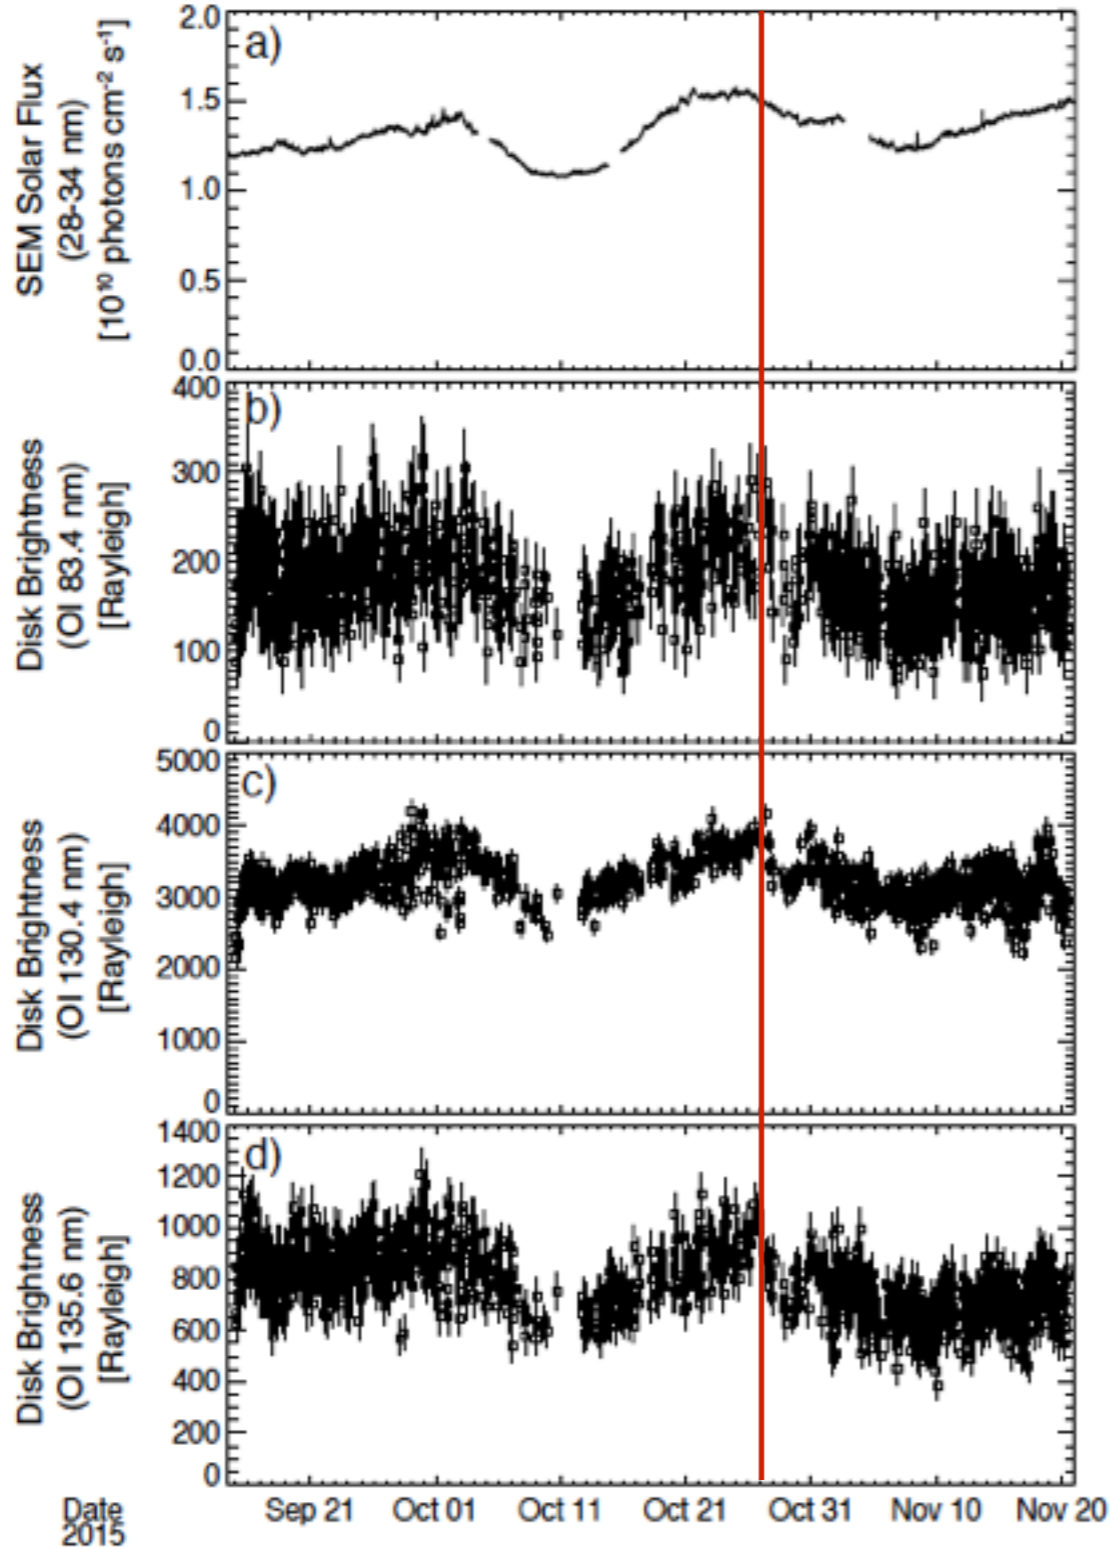 SEM Solar Flux
(28-34 nm)
[10¹⁰ photons cm⁻² s⁻¹]
a)
2.0
1.5
1.0
0.5
0.0
Disk Brightness
(OI 83.4 nm)
[Rayleigh]
b)
400
300
200
100
0
Disk Brightness
(OI 130.4 nm)
[Rayleigh]
c)
5000
4000
3000
2000
1000
0
Disk Brightness
(OI 135.6 nm)
[Rayleigh]
d)
1400
1200
1000
800
600
400
200
0
Date
2015
Sep 21 Oct 01 Oct 11 Oct 21 Oct 31 Nov 10 Nov 20